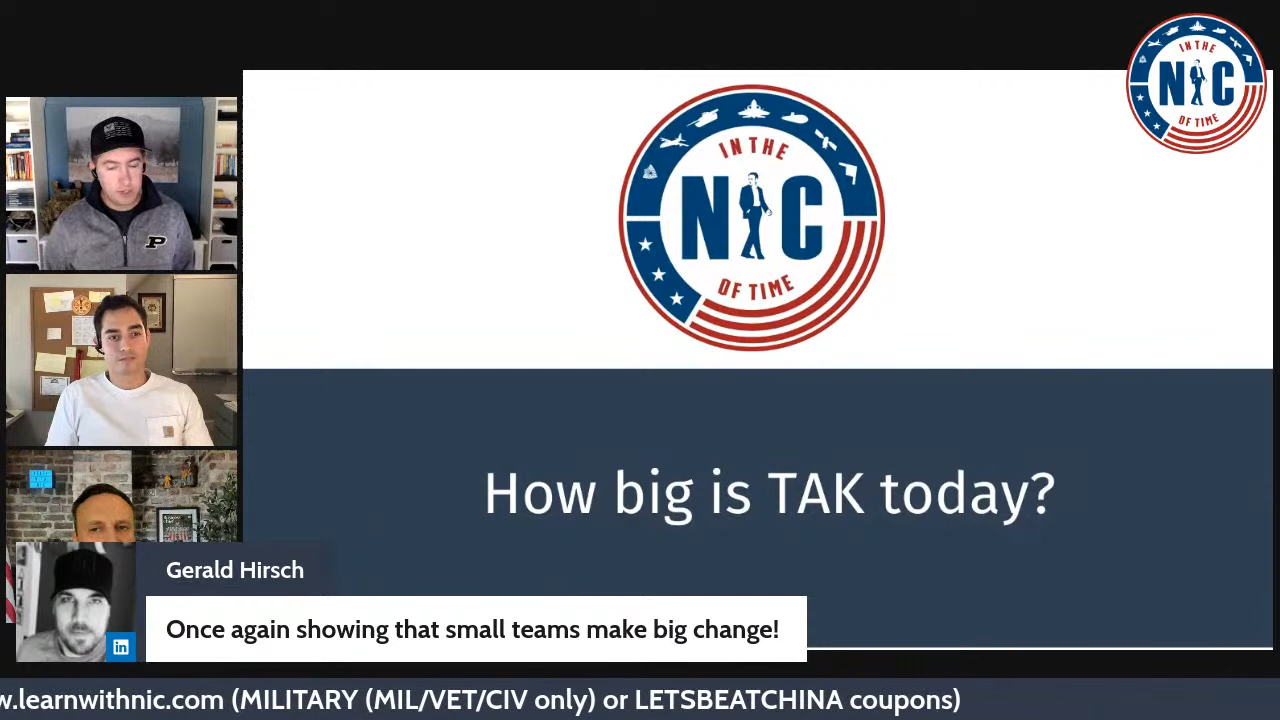 IN THE
NIC
OF TIME
IN THE
NIC
OF TIME
P
How big is TAK today?
Gerald Hirsch
in
Once again showing that small teams make big change!
w.learnwithnic.com (MILITARY (MIL/VET/CIV only) or LETSBEATCHINA coupons)